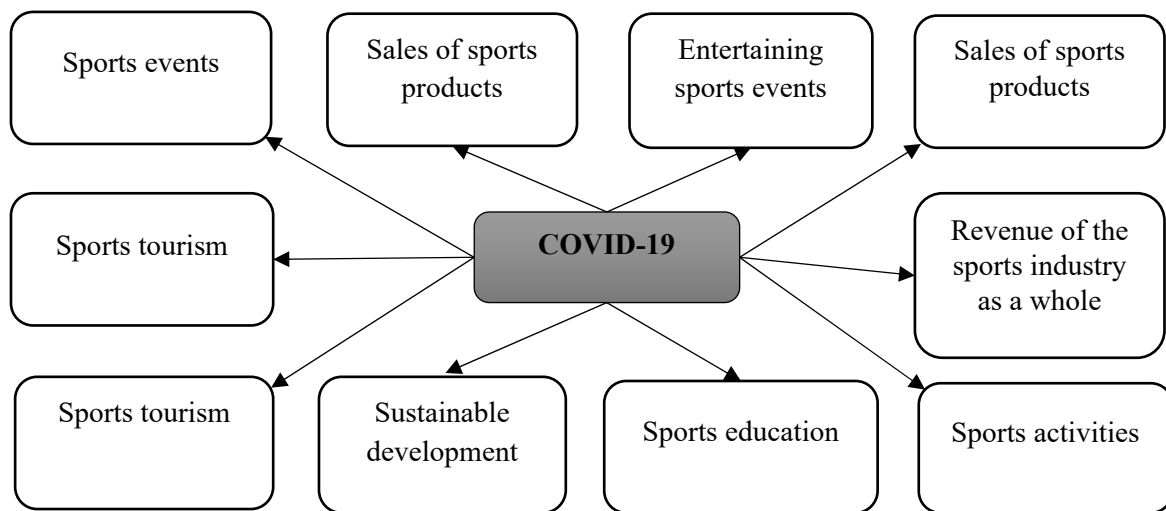 Sports events
Sales of sports
products
Entertaining
sports events
Sales of sports
products
Sports tourism
COVID-19
Revenue of the
sports industry
as a whole
Sports tourism
Sustainable
development
Sports education
Sports activities